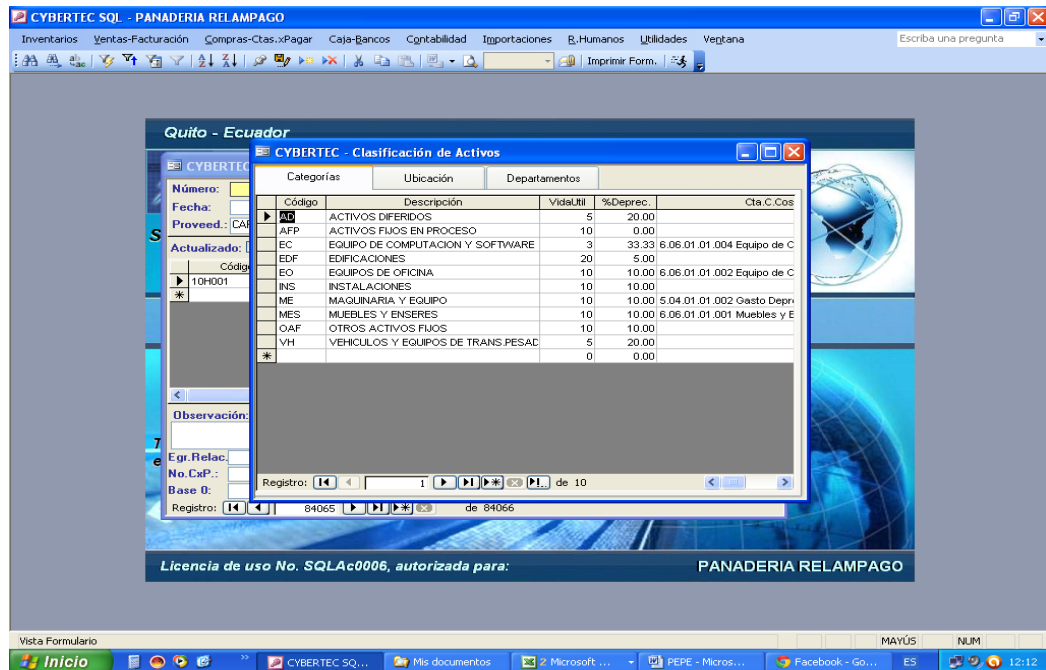 CYBERTEC SQL - PANADERIA RELAMPAGO
Inventarios Ventas-Facturación Compras-Ctas.xPagar Caja-Bancos Contabilidad Importaciones R.Humanos Utilidades Ventana Escriba una pregunta
Imprimir Form.
Quito - Ecuador
CYBERTEC
CYBERTEC - Clasificación de Activos
Categorías Ubicación Departamentos
Número:
Fecha:
Proveed.: CAF
Actualizado:
Códig
10H001
Código Descripción VidaUtil %Deprec. Cta.C.Cos
AD ACTIVOS DIFERIDOS 5 20.00
AFP ACTIVOS FIJOS EN PROCESO 10 0.00
EC EQUIPO DE COMPUTACION Y SOFTWARE 3 33.33 6.06.01.01.004 Equipo de C
EDF EDIFICACIONES 20 5.00
EO EQUIPOS DE OFICINA 10 10.00 6.06.01.01.002 Equipo de C
INS INSTALACIONES 10 10.00
ME MAQUINARIA Y EQUIPO 10 10.00 5.04.01.01.002 Gasto Depre
MES MUEBLES Y ENSERES 10 10.00 6.06.01.01.001 Muebles y E
OAF OTROS ACTIVOS FIJOS 10 10.00
VH VEHICULOS Y EQUIPOS DE TRANS.PESAD 5 20.00
0 0.00
Observación:
Egr.Relac.
No.CxP.:
Base 0:
Registro: 1 de 10
Registro: 84065 de 84066
Licencia de uso No. SQLAc0006, autorizada para: PANADERIA RELAMPAGO
Vista Formulario MAYÚS NUM
Inicio CYBERTEC SQ... Mis documentos 2 Microsoft ... PEPE - Micros... Facebook - Go... ES 12:12